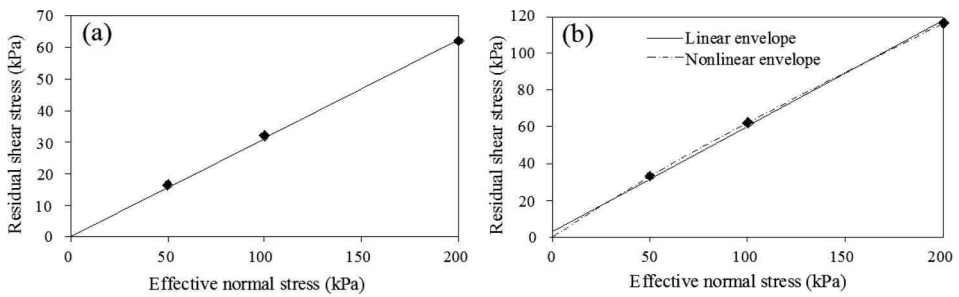 (a)
Residual shear stress (kPa)
70
60
50
40
30
20
10
0
0 50 100 150 200
Effective normal stress (kPa)
(b)
Linear envelope
Nonlinear envelope
Residual shear stress (kPa)
120
100
80
60
40
20
0
0 50 100 150 200
Effective normal stress (kPa)